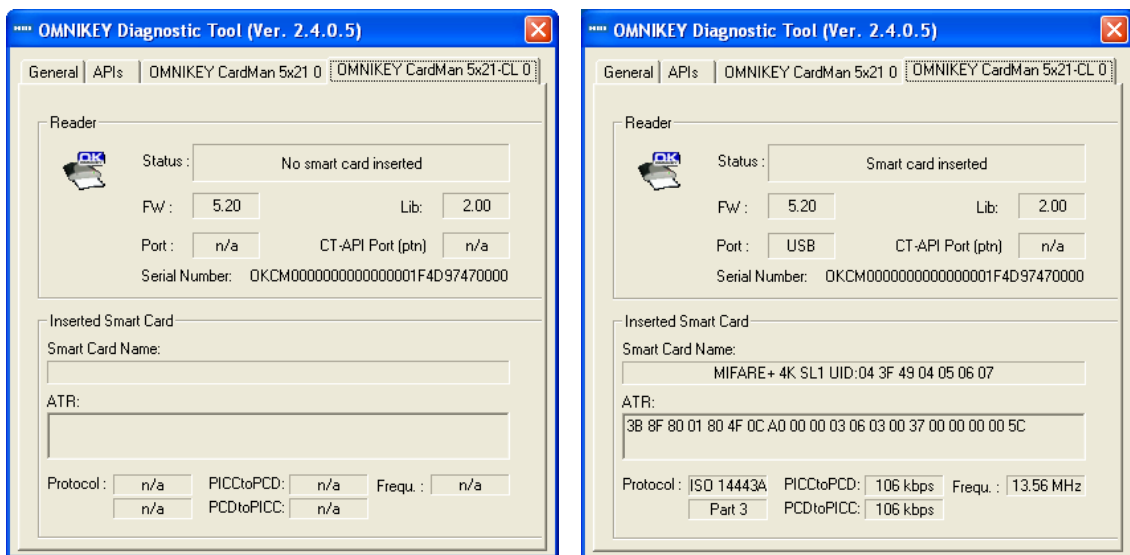 OMNIKEY Diagnostic Tool (Ver. 2.4.0.5)
General APIs OMNIKEY CardMan 5x21 0 OMNIKEY CardMan 5x21-CL 0
Reader
OK
Status : No smart card inserted
FW : 5.20 Lib: 2.00
Port : n/a CT-API Port (ptn) n/a
Serial Number: OKCM0000000000000001F4D97470000
Inserted Smart Card
Smart Card Name:
ATR:
Protocol : n/a PICCtoPCD: n/a Frequ. : n/a
n/a PCDtoPICC: n/a
OMNIKEY Diagnostic Tool (Ver. 2.4.0.5)
General APIs OMNIKEY CardMan 5x21 0 OMNIKEY CardMan 5x21-CL 0
Reader
OK
Status : Smart card inserted
FW : 5.20 Lib: 2.00
Port : USB CT-API Port (ptn) n/a
Serial Number: OKCM0000000000000001F4D97470000
Inserted Smart Card
Smart Card Name:
MIFARE+ 4K SL1 UID:04 3F 49 04 05 06 07
ATR:
3B 8F 80 01 80 4F 0C A0 00 00 03 06 03 00 37 00 00 00 00 5C
Protocol : ISO 14443A PICCtoPCD: 106 kbps Frequ. : 13.56 MHz
Part 3 PCDtoPICC: 106 kbps